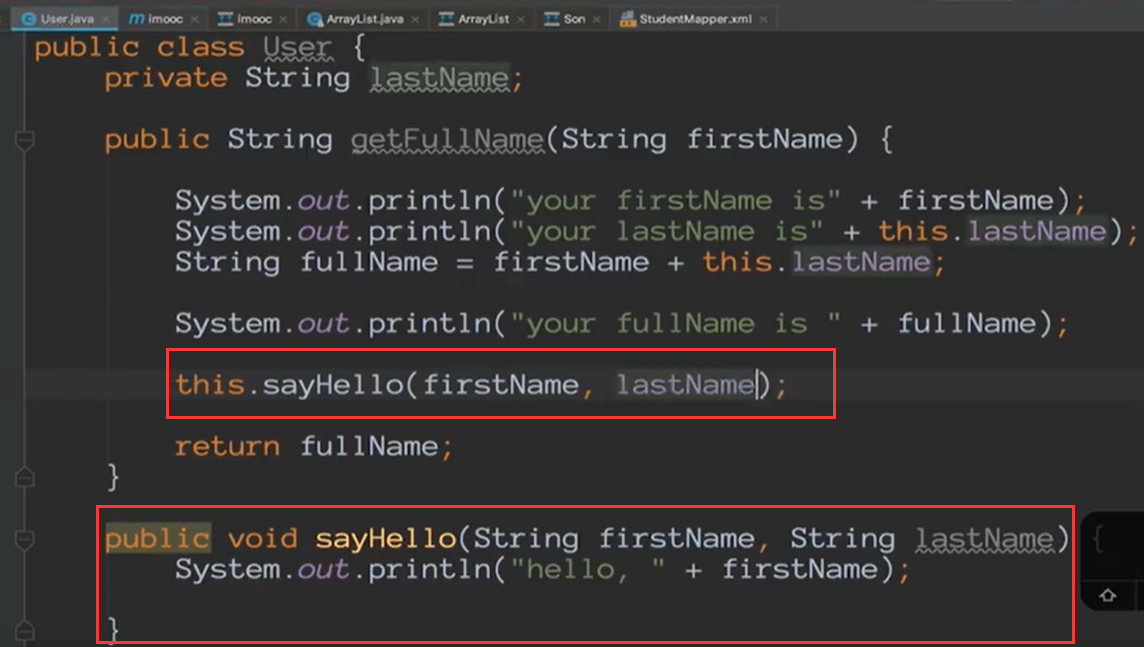 User.java imooc imooc ArrayList.java ArrayList Son StudentMapper.xml
public class User {
private String lastName;
public String getFullName(String firstName) {
System.out.println("your firstName is" + firstName);
System.out.println("your lastName is" + this.lastName);
String fullName = firstName + this.lastName;
System.out.println("your fullName is " + fullName);
this.sayHello(firstName, lastName);
return fullName;
}
public void sayHello(String firstName, String lastName) {
System.out.println("hello, " + firstName);
}